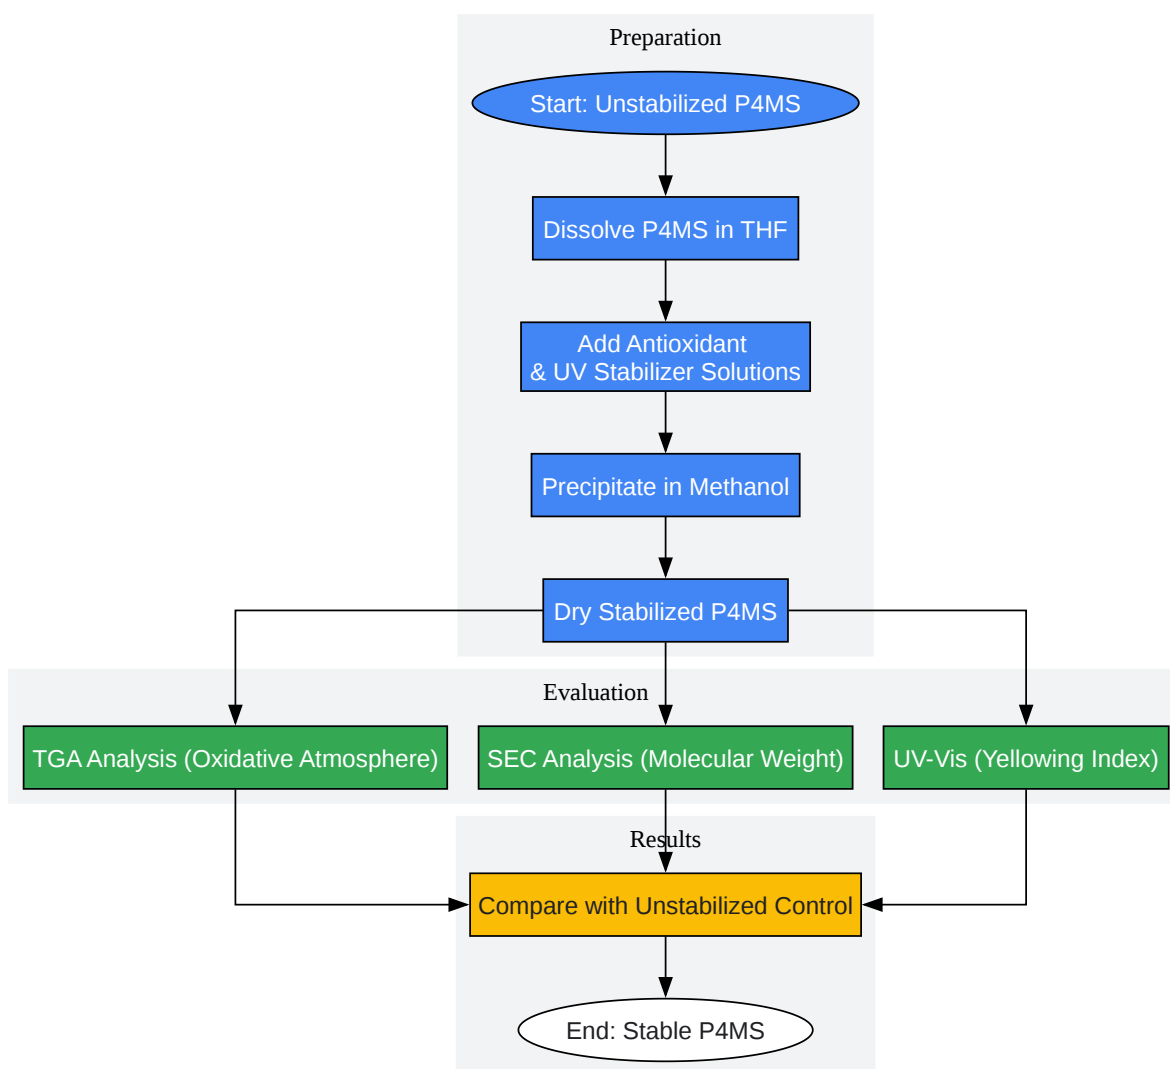 Preparation
Start: Unstabilized P4MS
Dissolve P4MS in THF
Add Antioxidant
& UV Stabilizer Solutions
Precipitate in Methanol
Dry Stabilized P4MS
Evaluation
TGA Analysis (Oxidative Atmosphere)
SEC Analysis (Molecular Weight)
UV-Vis (Yellowing Index)
Results
Compare with Unstabilized Control
End: Stable P4MS